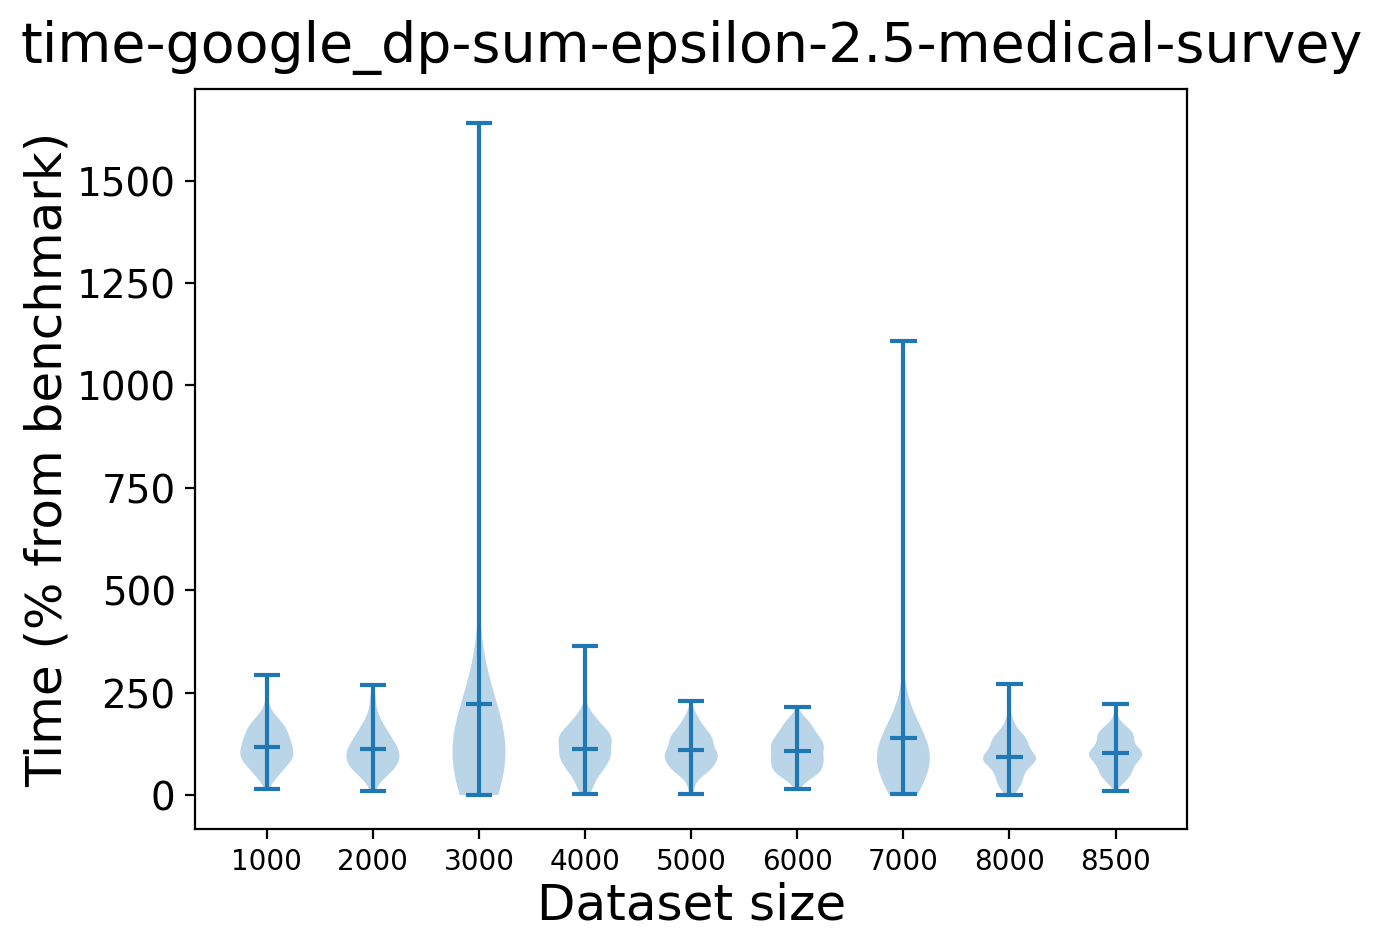 time-google_dp-sum-epsilon-2.5-medical-survey
Time (% from benchmark)
1500
1250
1000
750
500
250
0
1000 2000 3000 4000 5000 6000 7000 8000 8500
Dataset size